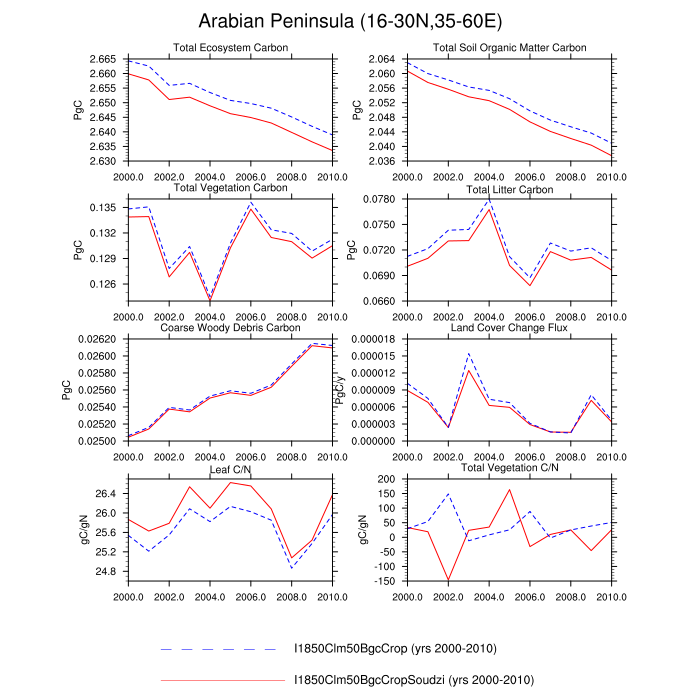 Arabian Peninsula (16-30N,35-60E)
Total Ecosystem Carbon
PgC
2.665
2.660
2.655
2.650
2.645
2.640
2.635
2.630
2000.0 2002.0 2004.0 2006.0 2008.0 2010.0
Total Soil Organic Matter Carbon
PgC
2.064
2.060
2.056
2.052
2.048
2.044
2.040
2.036
2000.0 2002.0 2004.0 2006.0 2008.0 2010.0
Total Vegetation Carbon
PgC
0.135
0.132
0.129
0.126
2000.0 2002.0 2004.0 2006.0 2008.0 2010.0
Total Litter Carbon
PgC
0.0780
0.0750
0.0720
0.0690
0.0660
2000.0 2002.0 2004.0 2006.0 2008.0 2010.0
Coarse Woody Debris Carbon
PgC
0.02620
0.02600
0.02580
0.02560
0.02540
0.02520
0.02500
2000.0 2002.0 2004.0 2006.0 2008.0 2010.0
Land Cover Change Flux
PgC/y
0.000018
0.000015
0.000012
0.000009
0.000006
0.000003
0.000000
2000.0 2002.0 2004.0 2006.0 2008.0 2010.0
Leaf C/N
gC/gN
26.4
26.0
25.6
25.2
24.8
2000.0 2002.0 2004.0 2006.0 2008.0 2010.0
Total Vegetation C/N
gC/gN
200
150
100
50
0
-50
-100
-150
2000.0 2002.0 2004.0 2006.0 2008.0 2010.0
I1850Clm50BgcCrop (yrs 2000-2010)
I1850Clm50BgcCropSoudzi (yrs 2000-2010)